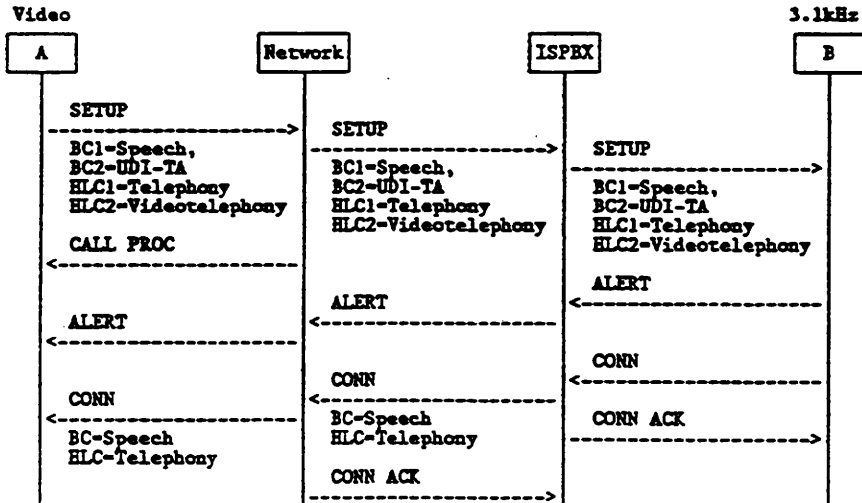 Video 3.1kHz
A Network ISPBX B
SETUP
SETUP
BC1=Speech,
BC2=UDI-TA
HLC1=Telephony
HLC2=Videotelephony
SETUP
BC1=Speech,
BC2=UDI-TA
HLC1=Telephony
HLC2=Videotelephony
BC1=Speech,
BC2=UDI-TA
HLC1=Telephony
HLC2=Videotelephony
CALL PROC
ALERT
ALERT
ALERT
CONN
CONN
CONN
BC=Speech
HLC=Telephony
BC=Speech
HLC=Telephony
CONN ACK
CONN ACK